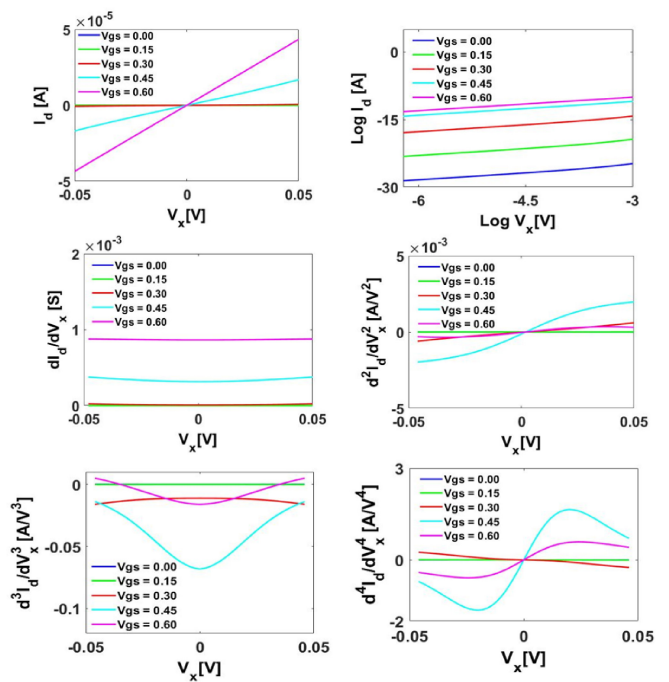 ×10⁻⁵
5
0
-5
I_d [A]
Vgs = 0.00
Vgs = 0.15
Vgs = 0.30
Vgs = 0.45
Vgs = 0.60
-0.05
0
0.05
V_x[V]
0
-15
-30
Log I_d [A]
Vgs = 0.00
Vgs = 0.15
Vgs = 0.30
Vgs = 0.45
Vgs = 0.60
-6
-4.5
-3
Log V_x[V]
×10⁻³
2
1
0
dI_d/dV_x [S]
Vgs = 0.00
Vgs = 0.15
Vgs = 0.30
Vgs = 0.45
Vgs = 0.60
-0.05
0
0.05
V_x[V]
×10⁻³
5
0
-5
d²I_d/dV_x² [A/V²]
Vgs = 0.00
Vgs = 0.15
Vgs = 0.30
Vgs = 0.45
Vgs = 0.60
-0.05
0
0.05
V_x[V]
0
-0.05
-0.1
d³I_d/dV_x³ [A/V³]
Vgs = 0.00
Vgs = 0.15
Vgs = 0.30
Vgs = 0.45
Vgs = 0.60
-0.05
0
0.05
V_x[V]
3
0
-2
d⁴I_d/dV_x⁴ [A/V⁴]
Vgs = 0.00
Vgs = 0.15
Vgs = 0.30
Vgs = 0.45
Vgs = 0.60
-0.05
0
0.05
V_x[V]